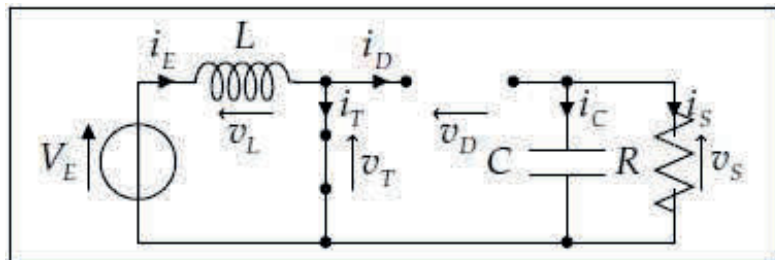 i_E L i_D
v_L i_T v_D i_C i_S
V_E v_T C R v_S